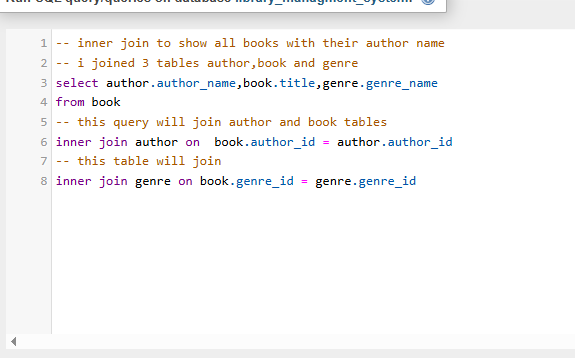 Run SQL query/queries on database library_managment_system:
1 -- inner join to show all books with their author name
2 -- i joined 3 tables author,book and genre
3 select author.author_name,book.title,genre.genre_name
4 from book
5 -- this query will join author and book tables
6 inner join author on  book.author_id = author.author_id
7 -- this table will join
8 inner join genre on book.genre_id = genre.genre_id